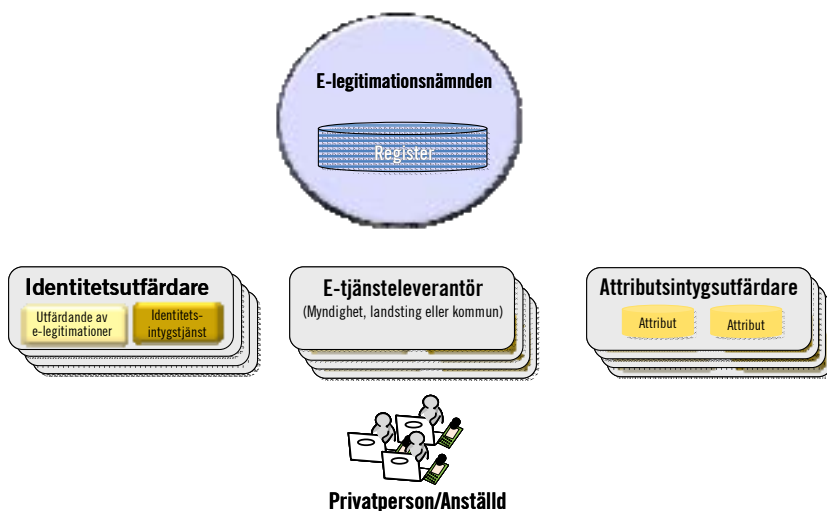 E-legitimationsnämnden
Register
Identitetsutfärdare
Utfärdande av
e-legitimationer
Identitets-
intygstjänst
E-tjänsteleverantör
(Myndighet, landsting eller kommun)
Attributsintygsutfärdare
Attribut
Attribut
Privatperson/Anställd